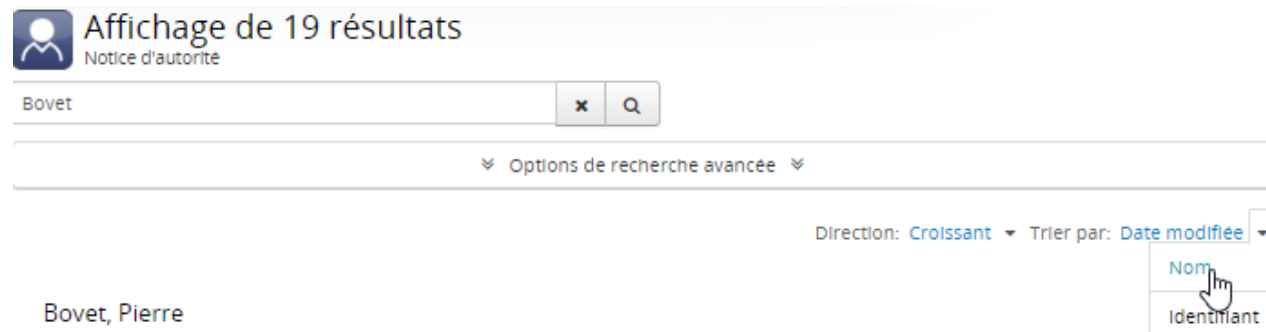 Affichage de 19 résultats
Notice d'autorité
Bovet
Options de recherche avancée
Direction: Croissant Trier par: Date modifiée
Nom
Bovet, Pierre
Identifiant